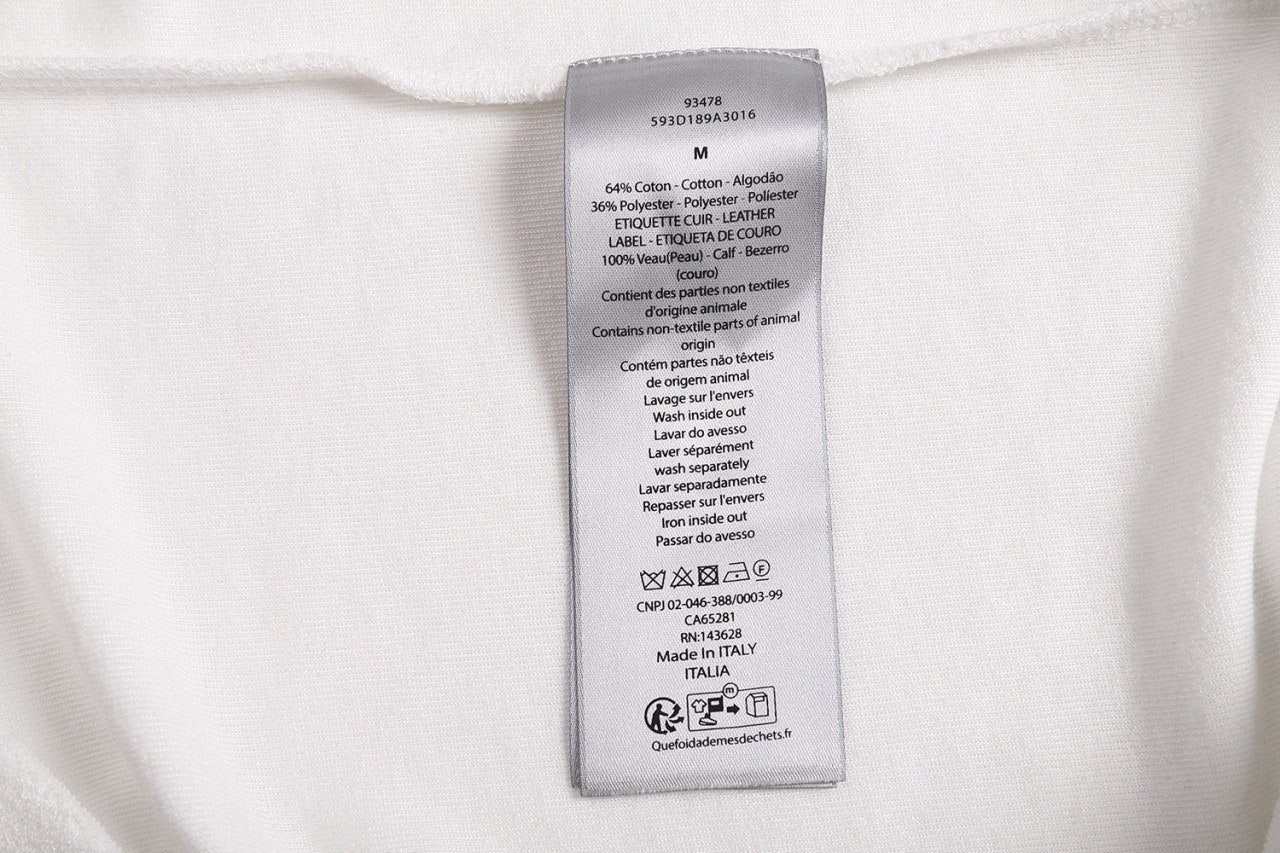 93478
593D189A3016
M
64% Coton - Cotton - Algodão
36% Polyester - Polyester - Políester
ETIQUETTE CUIR - LEATHER
LABEL - ETIQUETA DE COURO
100% Veau(Peau) - Calf - Bezerro
(couro)
Contient des parties non textiles
d'origine animale
Contains non-textile parts of animal
origin
Contém partes não têxteis
de origem animal
Lavage sur l'envers
Wash inside out
Lavar do avesso
Laver séparément
wash separately
Lavar separadamente
Repasser sur l'envers
Iron inside out
Passar do avesso
F
CNPJ 02-046-388/0003-99
CA65281
RN:143628
Made In ITALY
ITALIA
m
Quefoidademesdechets.fr